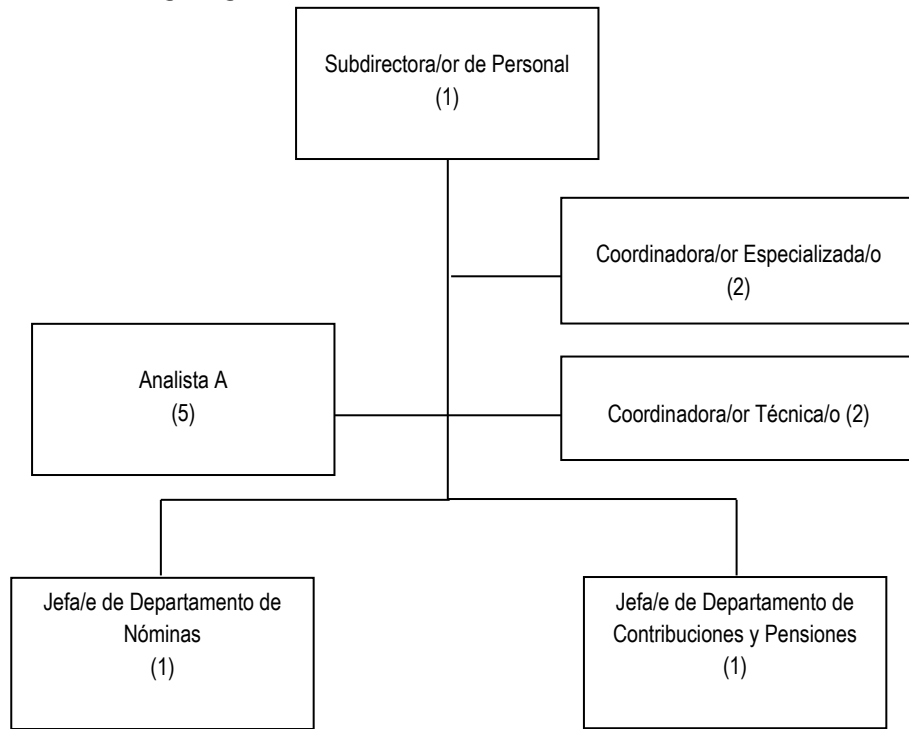 Subdirectora/or de Personal
(1)
Coordinadora/or Especializada/o
(2)
Analista A
(5)
Coordinadora/or Técnica/o (2)
Jefa/e de Departamento de
Nóminas
(1)
Jefa/e de Departamento de
Contribuciones y Pensiones
(1)